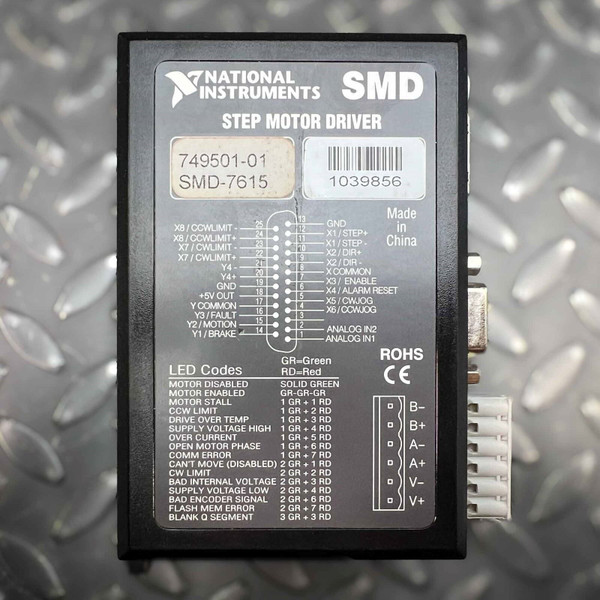 NATIONAL INSTRUMENTS SMD
STEP MOTOR DRIVER
749501-01
SMD-7615
1039856
Made in China
X8 / CCWLIMIT - 25
X8 / CCWLIMIT+ 24
X7 / CWLIMIT - 23
X7 / CWLIMIT+ 22
Y4 - 21
Y4+ 20
GND 19
+5V OUT 18
Y COMMON 17
Y3 / FAULT 16
Y2 / MOTION 15
Y1 / BRAKE 14
13 GND
12 X1 / STEP+
11 X1 / STEP -
10 X2 / DIR+
9 X2 / DIR -
8 X COMMON
7 X3 / ENABLE
6 X4 / ALARM RESET
5 X5 / CWJOG
4 X6 / CCWJOG
3
2 ANALOG IN2
1 ANALOG IN1
GR=Green
RD=Red
LED Codes
MOTOR DISABLED SOLID GREEN
MOTOR ENABLED GR-GR-GR
MOTOR STALL 1 GR + 1 RD
CCW LIMIT 1 GR + 2 RD
DRIVE OVER TEMP 1 GR + 3 RD
SUPPLY VOLTAGE HIGH 1 GR + 4 RD
OVER CURRENT 1 GR + 5 RD
OPEN MOTOR PHASE 1 GR + 6 RD
COMM ERROR 1 GR + 7 RD
CAN'T MOVE (DISABLED) 2 GR + 1 RD
CW LIMIT 2 GR + 2 RD
BAD INTERNAL VOLTAGE 2 GR + 3 RD
SUPPLY VOLTAGE LOW 2 GR + 4 RD
BAD ENCODER SIGNAL 2 GR + 6 RD
FLASH MEM ERROR 2 GR + 7 RD
BLANK Q SEGMENT 3 GR + 3 RD
ROHS
CE
B−
B+
A−
A+
V−
V+